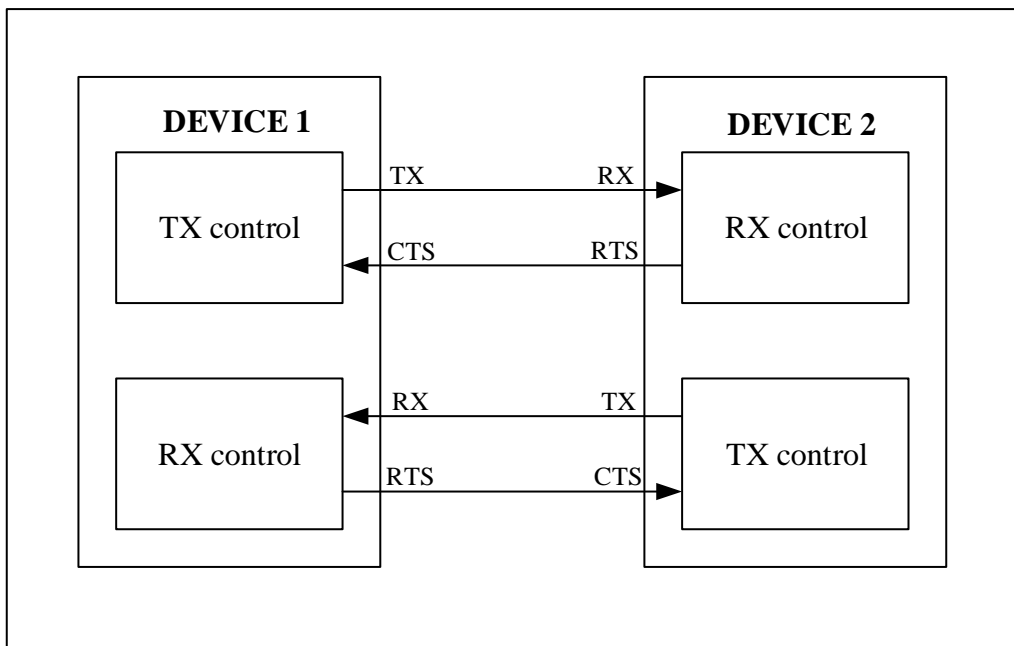 DEVICE 1
DEVICE 2
TX
RX
TX control
RX control
CTS
RTS
RX
TX
RX control
TX control
RTS
CTS